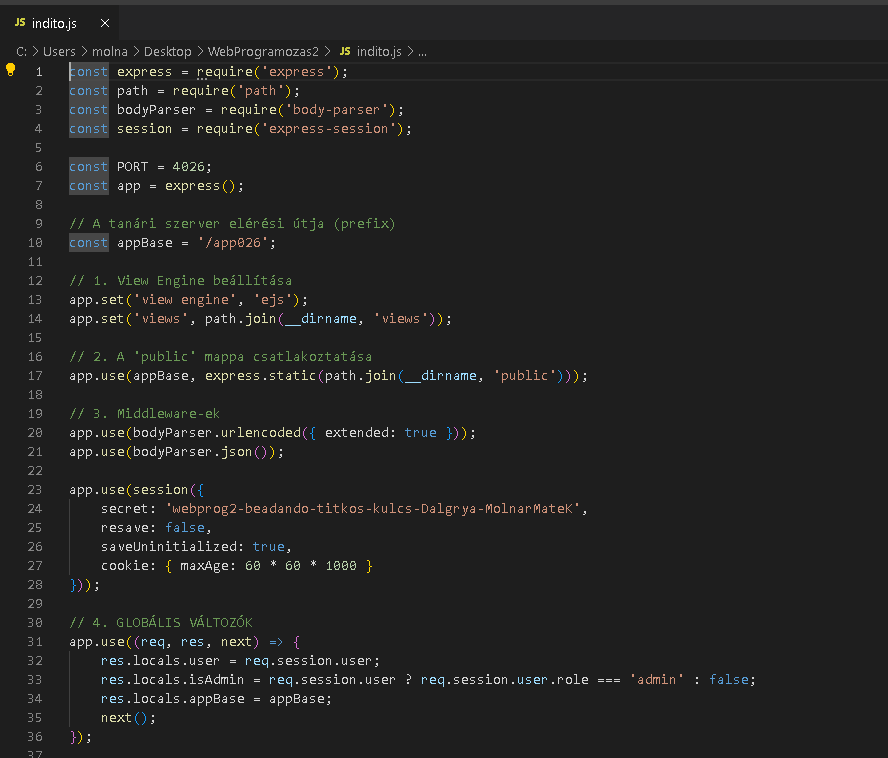 JS indito.js ×
C: > Users > molna > Desktop > WebProgramozas2 > JS indito.js > ...
1 const express = require('express');
2 const path = require('path');
3 const bodyParser = require('body-parser');
4 const session = require('express-session');
5
6 const PORT = 4026;
7 const app = express();
8
9 // A tanári szerver elérési útja (prefix)
10 const appBase = '/app026';
11
12 // 1. View Engine beállítása
13 app.set('view engine', 'ejs');
14 app.set('views', path.join(__dirname, 'views'));
15
16 // 2. A 'public' mappa csatlakoztatása
17 app.use(appBase, express.static(path.join(__dirname, 'public')));
18
19 // 3. Middleware-ek
20 app.use(bodyParser.urlencoded({ extended: true }));
21 app.use(bodyParser.json());
22
23 app.use(session({
24     secret: 'webprog2-beadando-titkos-kulcs-Dalgrya-MolnarMateK',
25     resave: false,
26     saveUninitialized: true,
27     cookie: { maxAge: 60 * 60 * 1000 }
28 }));
29
30 // 4. GLOBÁLIS VÁLTOZÓK
31 app.use((req, res, next) => {
32     res.locals.user = req.session.user;
33     res.locals.isAdmin = req.session.user ? req.session.user.role === 'admin' : false;
34     res.locals.appBase = appBase;
35     next();
36 });
37